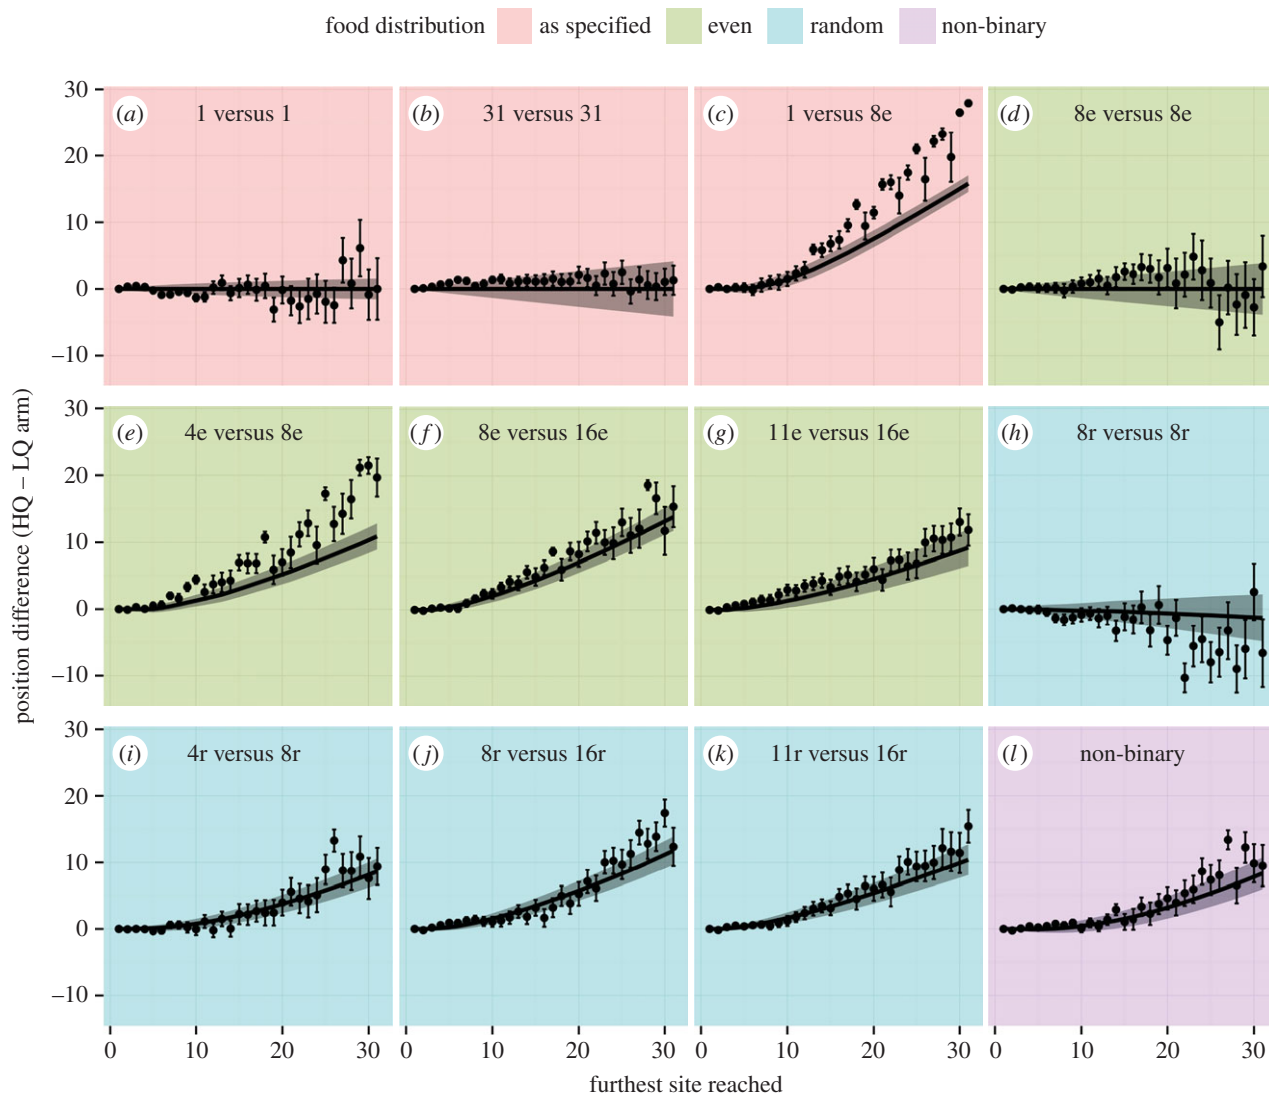 food distribution as specified even random non-binary
(a) 1 versus 1
(b) 31 versus 31
(c) 1 versus 8e
(d) 8e versus 8e
30
20
10
0
–10
(e) 4e versus 8e
(f) 8e versus 16e
(g) 11e versus 16e
(h) 8r versus 8r
30
20
10
0
–10
position difference (HQ – LQ arm)
(i) 4r versus 8r
(j) 8r versus 16r
(k) 11r versus 16r
(l) non-binary
30
20
10
0
–10
0 10 20 30 0 10 20 30 0 10 20 30 0 10 20 30
furthest site reached